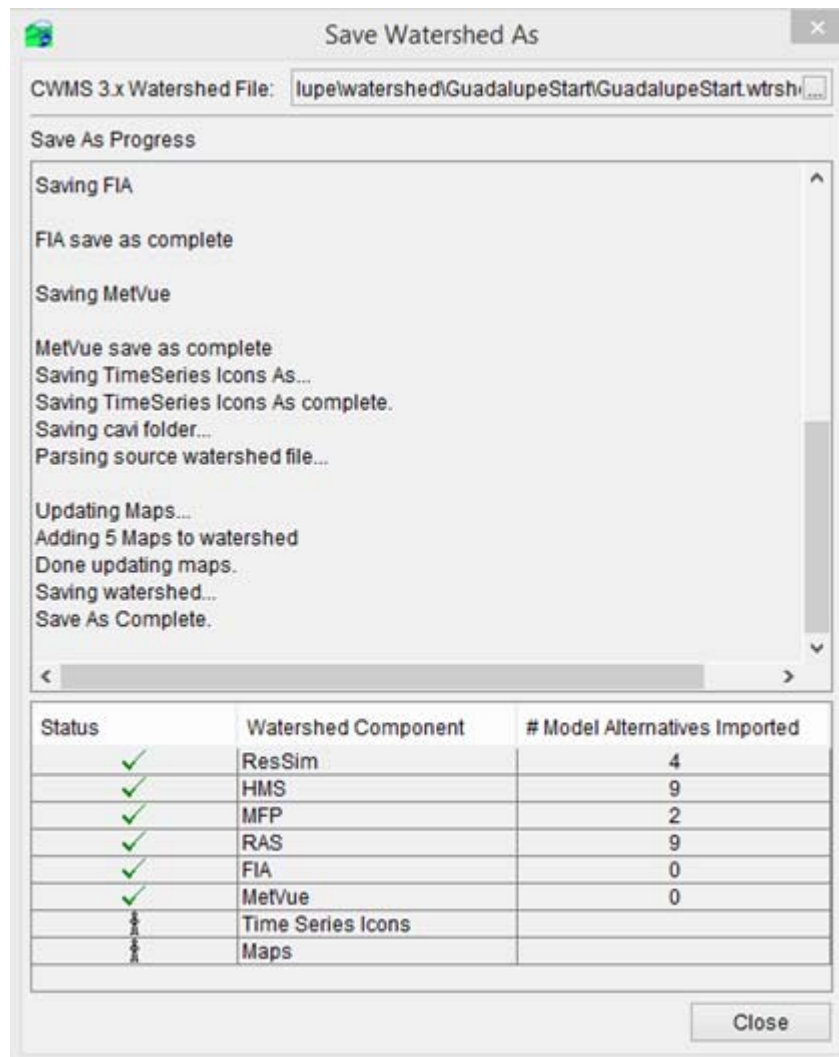 Save Watershed As
CWMS 3.x Watershed File: lupe\watershed\GuadalupeStart\GuadalupeStart.wtrsh ...
Save As Progress
Saving FIA
FIA save as complete
Saving MetVue
MetVue save as complete
Saving TimeSeries Icons As...
Saving TimeSeries Icons As complete.
Saving cavi folder...
Parsing source watershed file...
Updating Maps...
Adding 5 Maps to watershed
Done updating maps.
Saving watershed...
Save As Complete.
Status Watershed Component # Model Alternatives Imported
ResSim 4
HMS 9
MFP 2
RAS 9
FIA 0
MetVue 0
Time Series Icons
Maps
Close